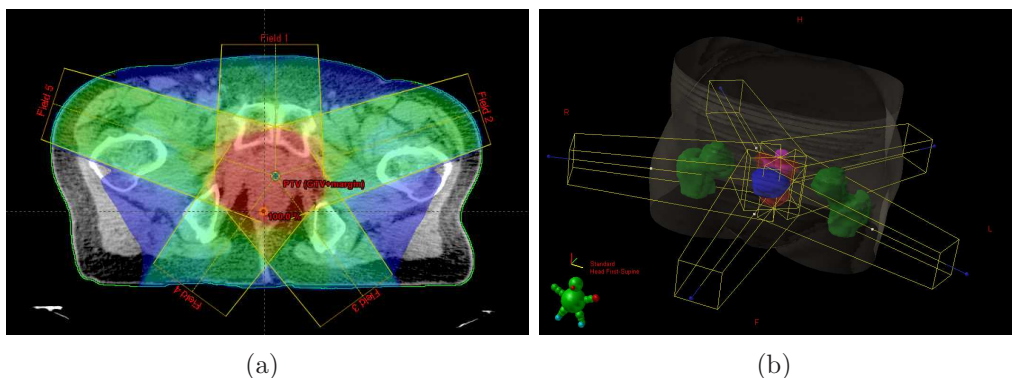 Field 1
Field 5
Field 2
PTV (CTV+margin)
Field 4
Field 3
H
R
L
F
Standard
Head First-Supine
(a)
(b)